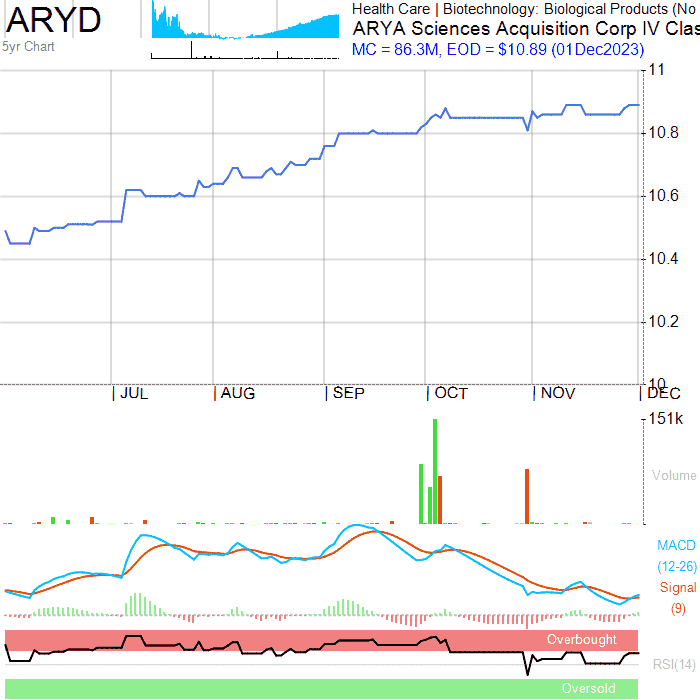 ARYD
5yr Chart
Health Care | Biotechnology: Biological Products (No
ARYA Sciences Acquisition Corp IV Clas
MC = 86.3M, EOD = $10.89 (01Dec2023)
11
10.8
10.6
10.4
10.2
10
JUL AUG SEP OCT NOV DEC
151k
Volume
MACD
(12-26)
Signal
(9)
Overbought
RSI(14)
Oversold